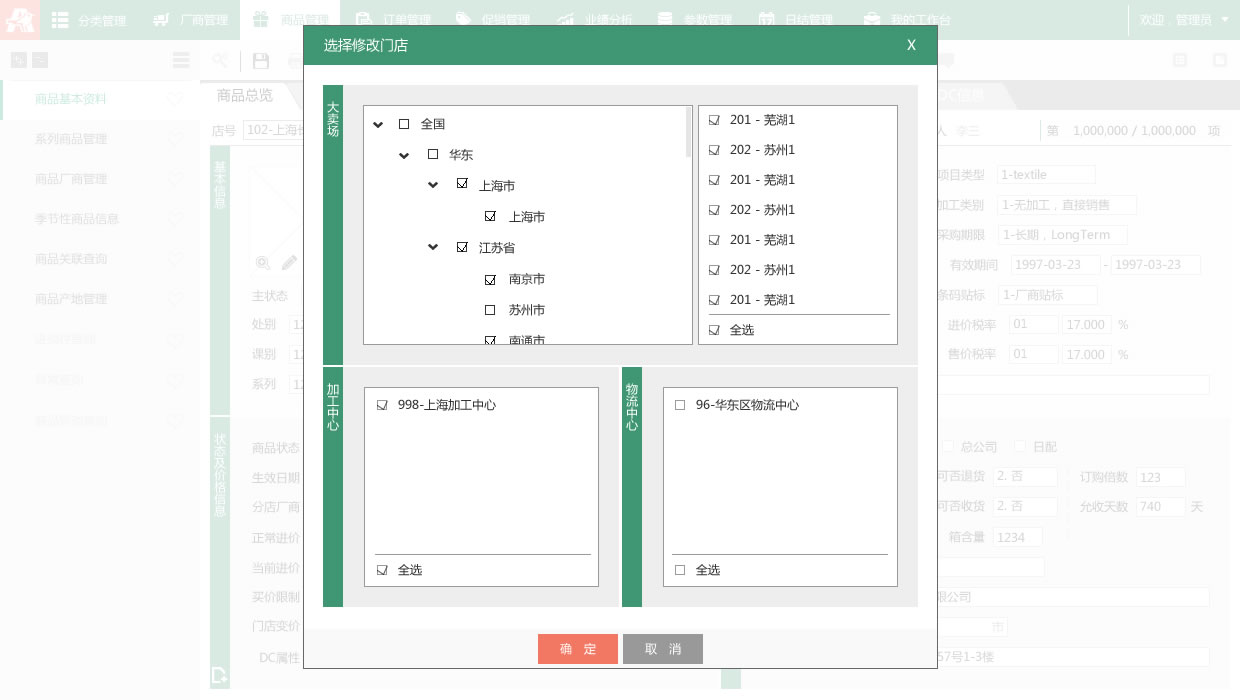 分类管理 厂商管理 商品管理 订单管理 促销管理 业绩分析 参数管理 日结管理 我的工作台 欢迎，管理员
选择修改门店 X
商品基本资料
系列商品管理
商品厂商管理
季节性商品信息
商品关联查询
商品产地管理
商品总览
DC信息
店号 102-上海长
人 李三 第 1,000,000 / 1,000,000 项
基本信息
主状态
处别 12
课别 12
系列 12
项目类型 1-textile
加工类别 1-无加工，直接销售
采购期限 1-长期，LongTerm
有效期间 1997-03-23 - 1997-03-23
条码贴标 1-厂商贴标
进价税率 01 17.000 %
售价税率 01 17.000 %
大卖场
全国
华东
上海市
上海市
江苏省
南京市
苏州市
南通市
201 - 芜湖1
202 - 苏州1
201 - 芜湖1
202 - 苏州1
201 - 芜湖1
202 - 苏州1
201 - 芜湖1
全选
加工中心
998-上海加工中心
全选
物流中心
96-华东区物流中心
全选
确 定 取 消
状态及价格信息
商品状态
生效日期
分店厂商
正常进价
当前进价
买价限制
门店变价
DC属性
总公司 日配
可否退货 2. 否 订购倍数 123
可否收货 2. 否 允收天数 740 天
箱含量 1234
限公司
市
57号1-3楼